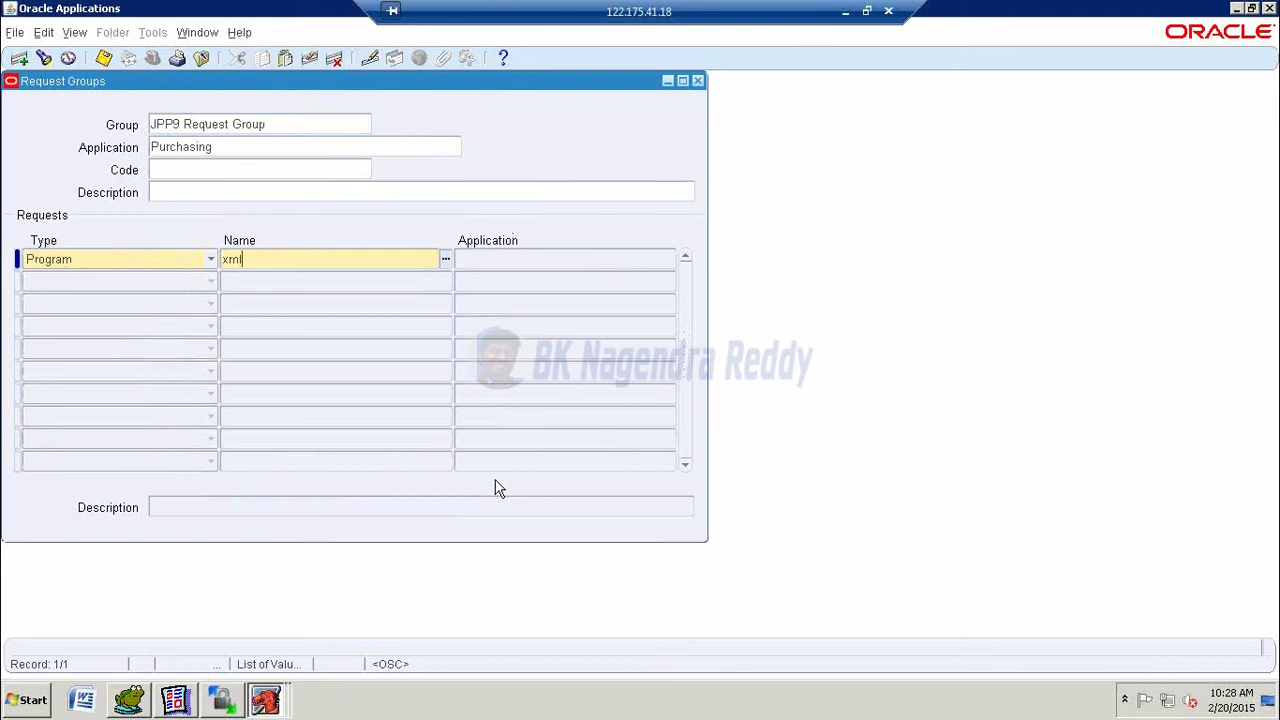 Oracle Applications
122.175.41.18
File Edit View Folder Tools Window Help
ORACLE
Request Groups
Group JPP9 Request Group
Application Purchasing
Code
Description
Requests
Type Name Application
Program xml
BK Nagendra Reddy
Description
Record: 1/1 ... List of Valu... <OSC>
Start
10:28 AM
2/20/2015